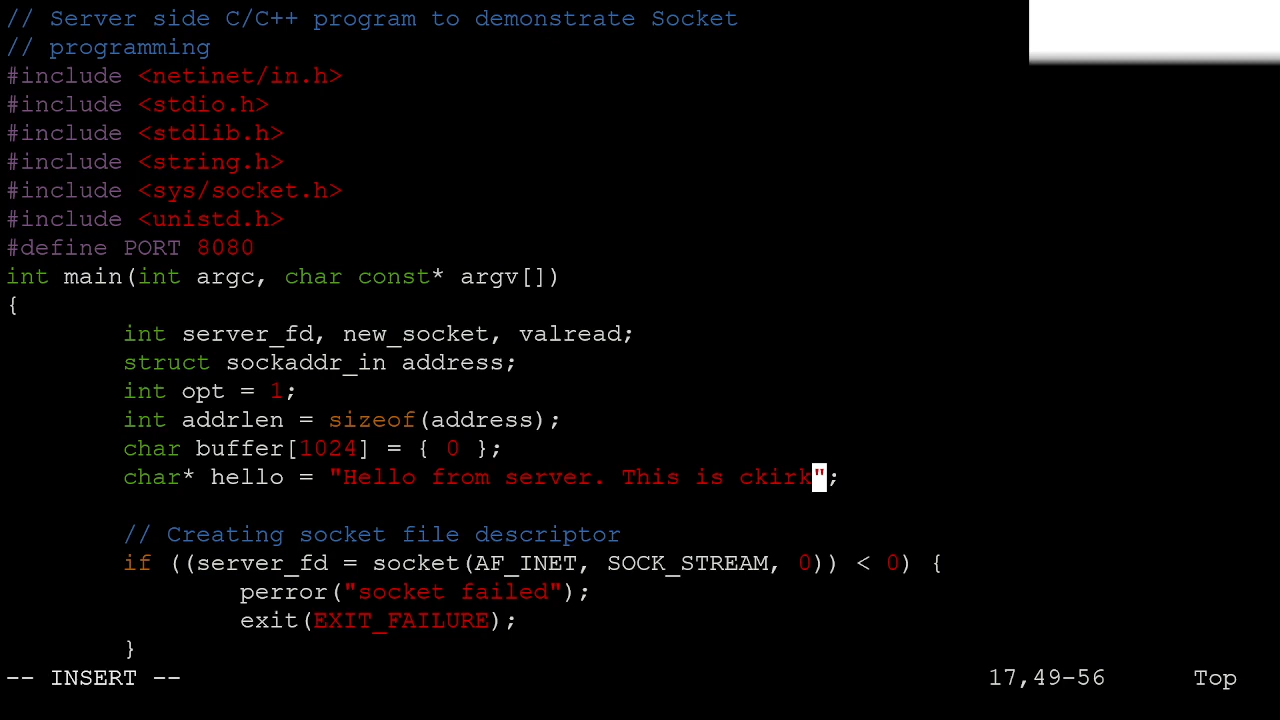 // Server side C/C++ program to demonstrate Socket
// programming
#include <netinet/in.h>
#include <stdio.h>
#include <stdlib.h>
#include <string.h>
#include <sys/socket.h>
#include <unistd.h>
#define PORT 8080
int main(int argc, char const* argv[])
{
        int server_fd, new_socket, valread;
        struct sockaddr_in address;
        int opt = 1;
        int addrlen = sizeof(address);
        char buffer[1024] = { 0 };
        char* hello = "Hello from server. This is ckirk";

        // Creating socket file descriptor
        if ((server_fd = socket(AF_INET, SOCK_STREAM, 0)) < 0) {
                perror("socket failed");
                exit(EXIT_FAILURE);
        }
-- INSERT -- 17,49-56 Top